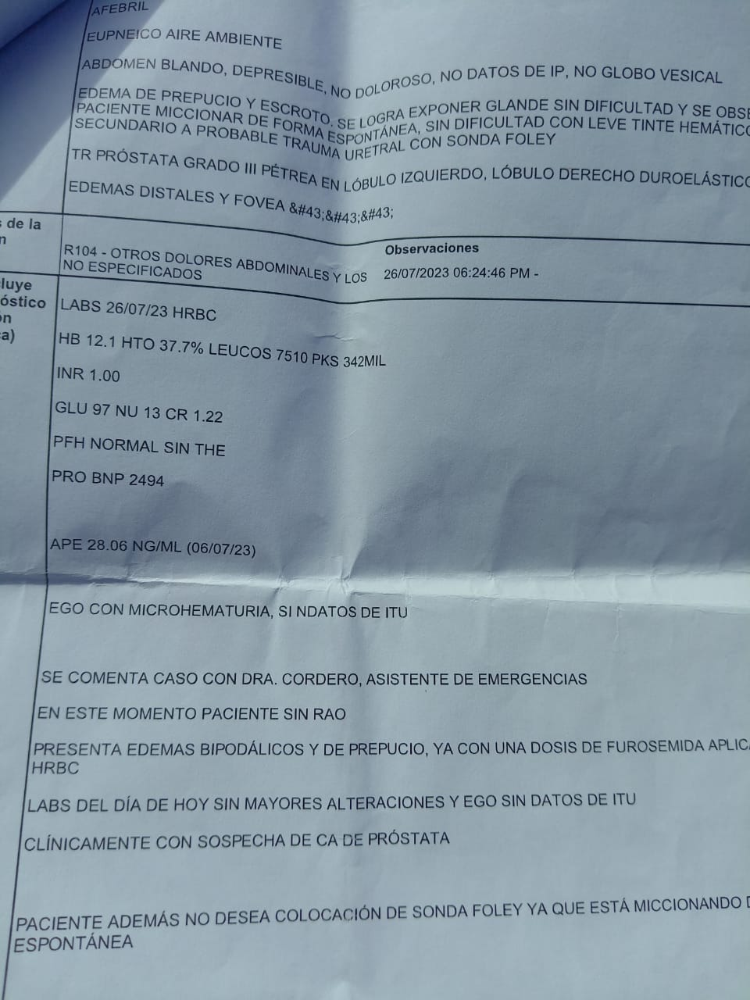 AFEBRIL
EUPNEICO AIRE AMBIENTE
ABDOMEN BLANDO, DEPRESIBLE, NO DOLOROSO, NO DATOS DE IP, NO GLOBO VESICAL
EDEMA DE PREPUCIO Y ESCROTO. SE LOGRA EXPONER GLANDE SIN DIFICULTAD Y SE OBSE
PACIENTE MICCIONAR DE FORMA ESPONTÁNEA, SIN DIFICULTAD CON LEVE TINTE HEMÁTICO
SECUNDARIO A PROBABLE TRAUMA URETRAL CON SONDA FOLEY
TR PRÓSTATA GRADO III PÉTREA EN LÓBULO IZQUIERDO, LÓBULO DERECHO DUROELÁSTICO
EDEMAS DISTALES Y FOVEA &#43;&#43;&#43;
s de la
n
R104 - OTROS DOLORES ABDOMINALES Y LOS
NO ESPECIFICADOS
Observaciones
26/07/2023 06:24:46 PM -
luye
óstico
ón
a)
LABS 26/07/23 HRBC
HB 12.1 HTO 37.7% LEUCOS 7510 PKS 342MIL
INR 1.00
GLU 97 NU 13 CR 1.22
PFH NORMAL SIN THE
PRO BNP 2494
APE 28.06 NG/ML (06/07/23)
EGO CON MICROHEMATURIA, SI NDATOS DE ITU
SE COMENTA CASO CON DRA. CORDERO, ASISTENTE DE EMERGENCIAS
EN ESTE MOMENTO PACIENTE SIN RAO
PRESENTA EDEMAS BIPODÁLICOS Y DE PREPUCIO, YA CON UNA DOSIS DE FUROSEMIDA APLICA
HRBC
LABS DEL DÍA DE HOY SIN MAYORES ALTERACIONES Y EGO SIN DATOS DE ITU
CLÍNICAMENTE CON SOSPECHA DE CA DE PRÓSTATA
PACIENTE ADEMÁS NO DESEA COLOCACIÓN DE SONDA FOLEY YA QUE ESTÁ MICCIONANDO D
ESPONTÁNEA